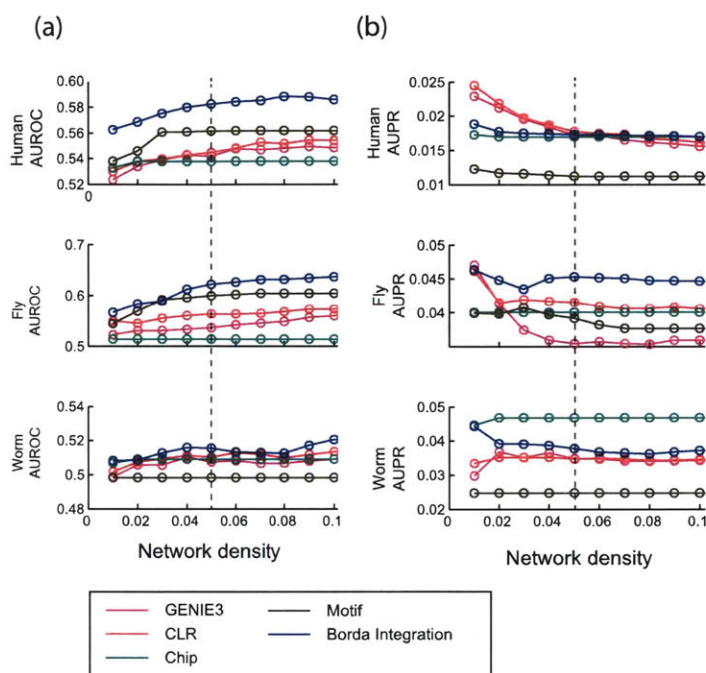 (a)
(b)
Human
AUROC
0.60
0.58
0.56
0.54
0.52
0
Human
AUPR
0.025
0.02
0.015
0.01
Fly
AUROC
0.7
0.6
0.5
Fly
AUPR
0.05
0.045
0.04
Worm
AUROC
0.54
0.52
0.5
0.48
0 0.02 0.04 0.06 0.08 0.1
Network density
Worm
AUPR
0.05
0.04
0.03
0.02
0 0.02 0.04 0.06 0.08 0.1
Network density
GENIE3
CLR
Chip
Motif
Borda Integration